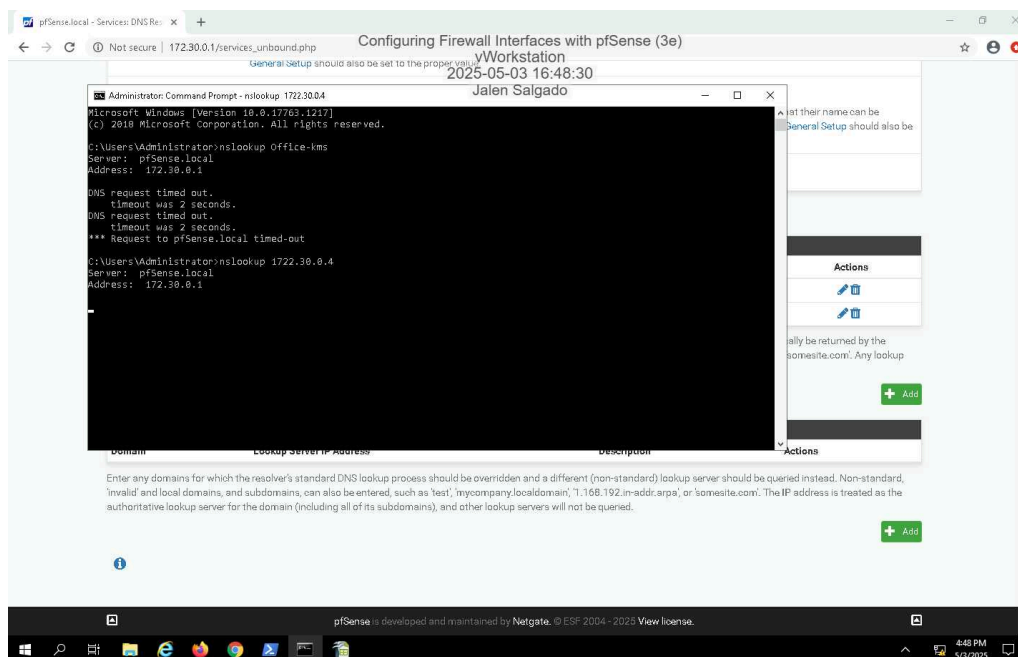 pfSense.local - Services: DNS Res
Not secure | 172.30.0.1/services_unbound.php
Configuring Firewall Interfaces with pfSense (3e)
vWorkstation
2025-05-03 16:48:30
Jalen Salgado
General Setup should also be set to the proper value.
Administrator: Command Prompt - nslookup 1722.30.0.4
Microsoft Windows [Version 10.0.17763.1217]
(c) 2018 Microsoft Corporation. All rights reserved.
C:\Users\Administrator>nslookup Office-kms
Server: pfSense.local
Address: 172.30.0.1
DNS request timed out.
timeout was 2 seconds.
DNS request timed out.
timeout was 2 seconds.
*** Request to pfSense.local timed-out
C:\Users\Administrator>nslookup 1722.30.0.4
Server: pfSense.local
Address: 172.30.0.1
that their name can be
General Setup should also be
Actions
ally be returned by the
somesite.com'. Any lookup
Add
Domain Lookup Server IP Address Description Actions
Enter any domains for which the resolver's standard DNS lookup process should be overridden and a different (non-standard) lookup server should be queried instead. Non-standard,
'invalid' and local domains, and subdomains, can also be entered, such as 'test', 'mycompany.localdomain', '1.168.192.in-addr.arpa', or 'somesite.com'. The IP address is treated as the
authoritative lookup server for the domain (including all of its subdomains), and other lookup servers will not be queried.
Add
pfSense is developed and maintained by Netgate. © ESF 2004 - 2025 View license.
4:48 PM
5/3/2025